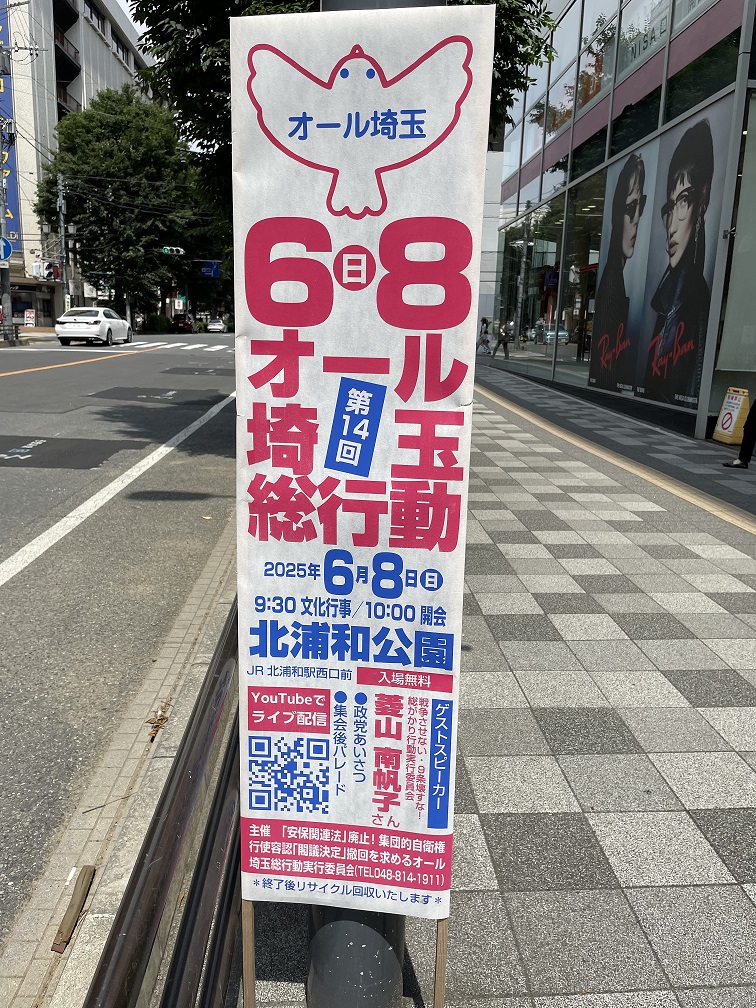 オール埼玉
6㊐8
オール
埼第14回玉
総行動
2025年6月8日㊐
9:30 文化行事/10:00 開会
北浦和公園
JR 北浦和駅西口前
入場無料
YouTubeで
ライブ配信
ゲストスピーカー
戦争させない・9条壊すな!
総がかり行動実行委員会
菱山 南帆子さん
●政党あいさつ
●集会後パレード
主催 「安保関連法」廃止!集団的自衛権
行使容認「閣議決定」撤回を求めるオール
埼玉総行動実行委員会(TEL048-814-1911)
＊終了後リサイクル回収いたします＊
NISA
Ray-Ban
Ray-Ban